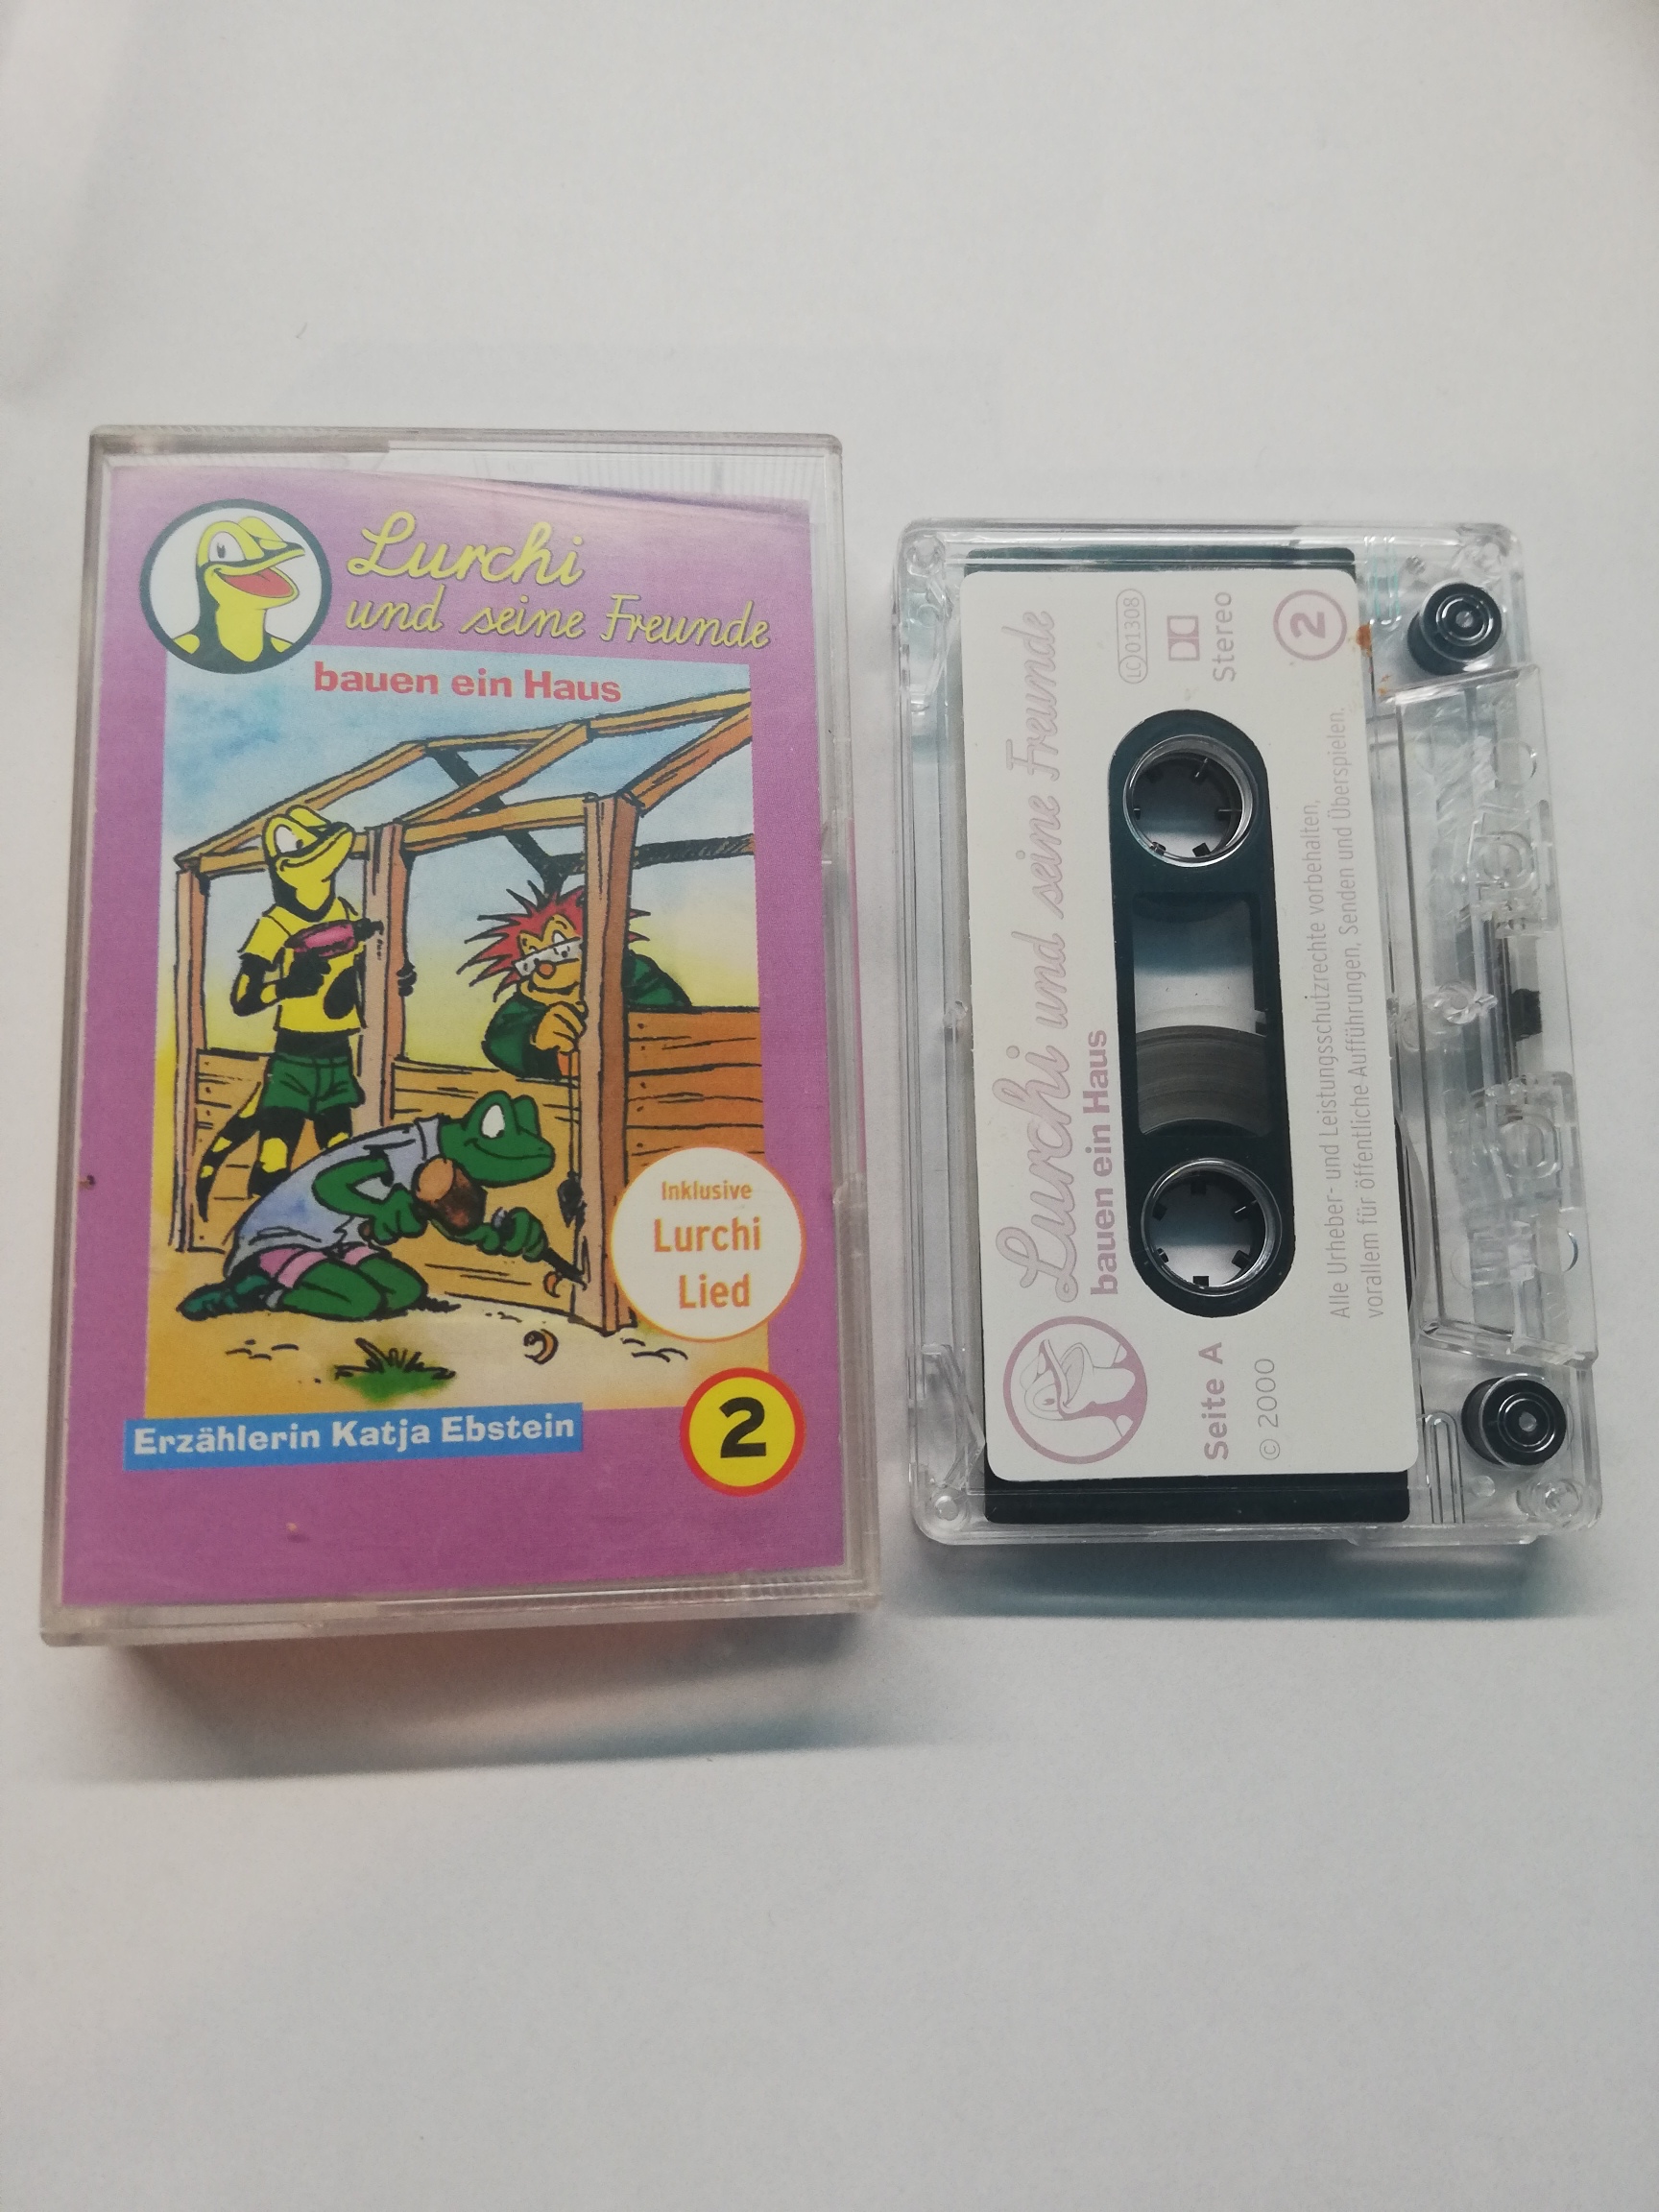 Lurchi
und seine Freunde
bauen ein Haus
Inklusive
Lurchi
Lied
Erzählerin Katja Ebstein
2
Lurchi und seine Freunde
bauen ein Haus
LC 01308
Stereo
2
Seite A
© 2000
Alle Urheber- und Leistungsschutzrechte vorbehalten,
vorallem für öffentliche Aufführungen, Senden und Überspielen.